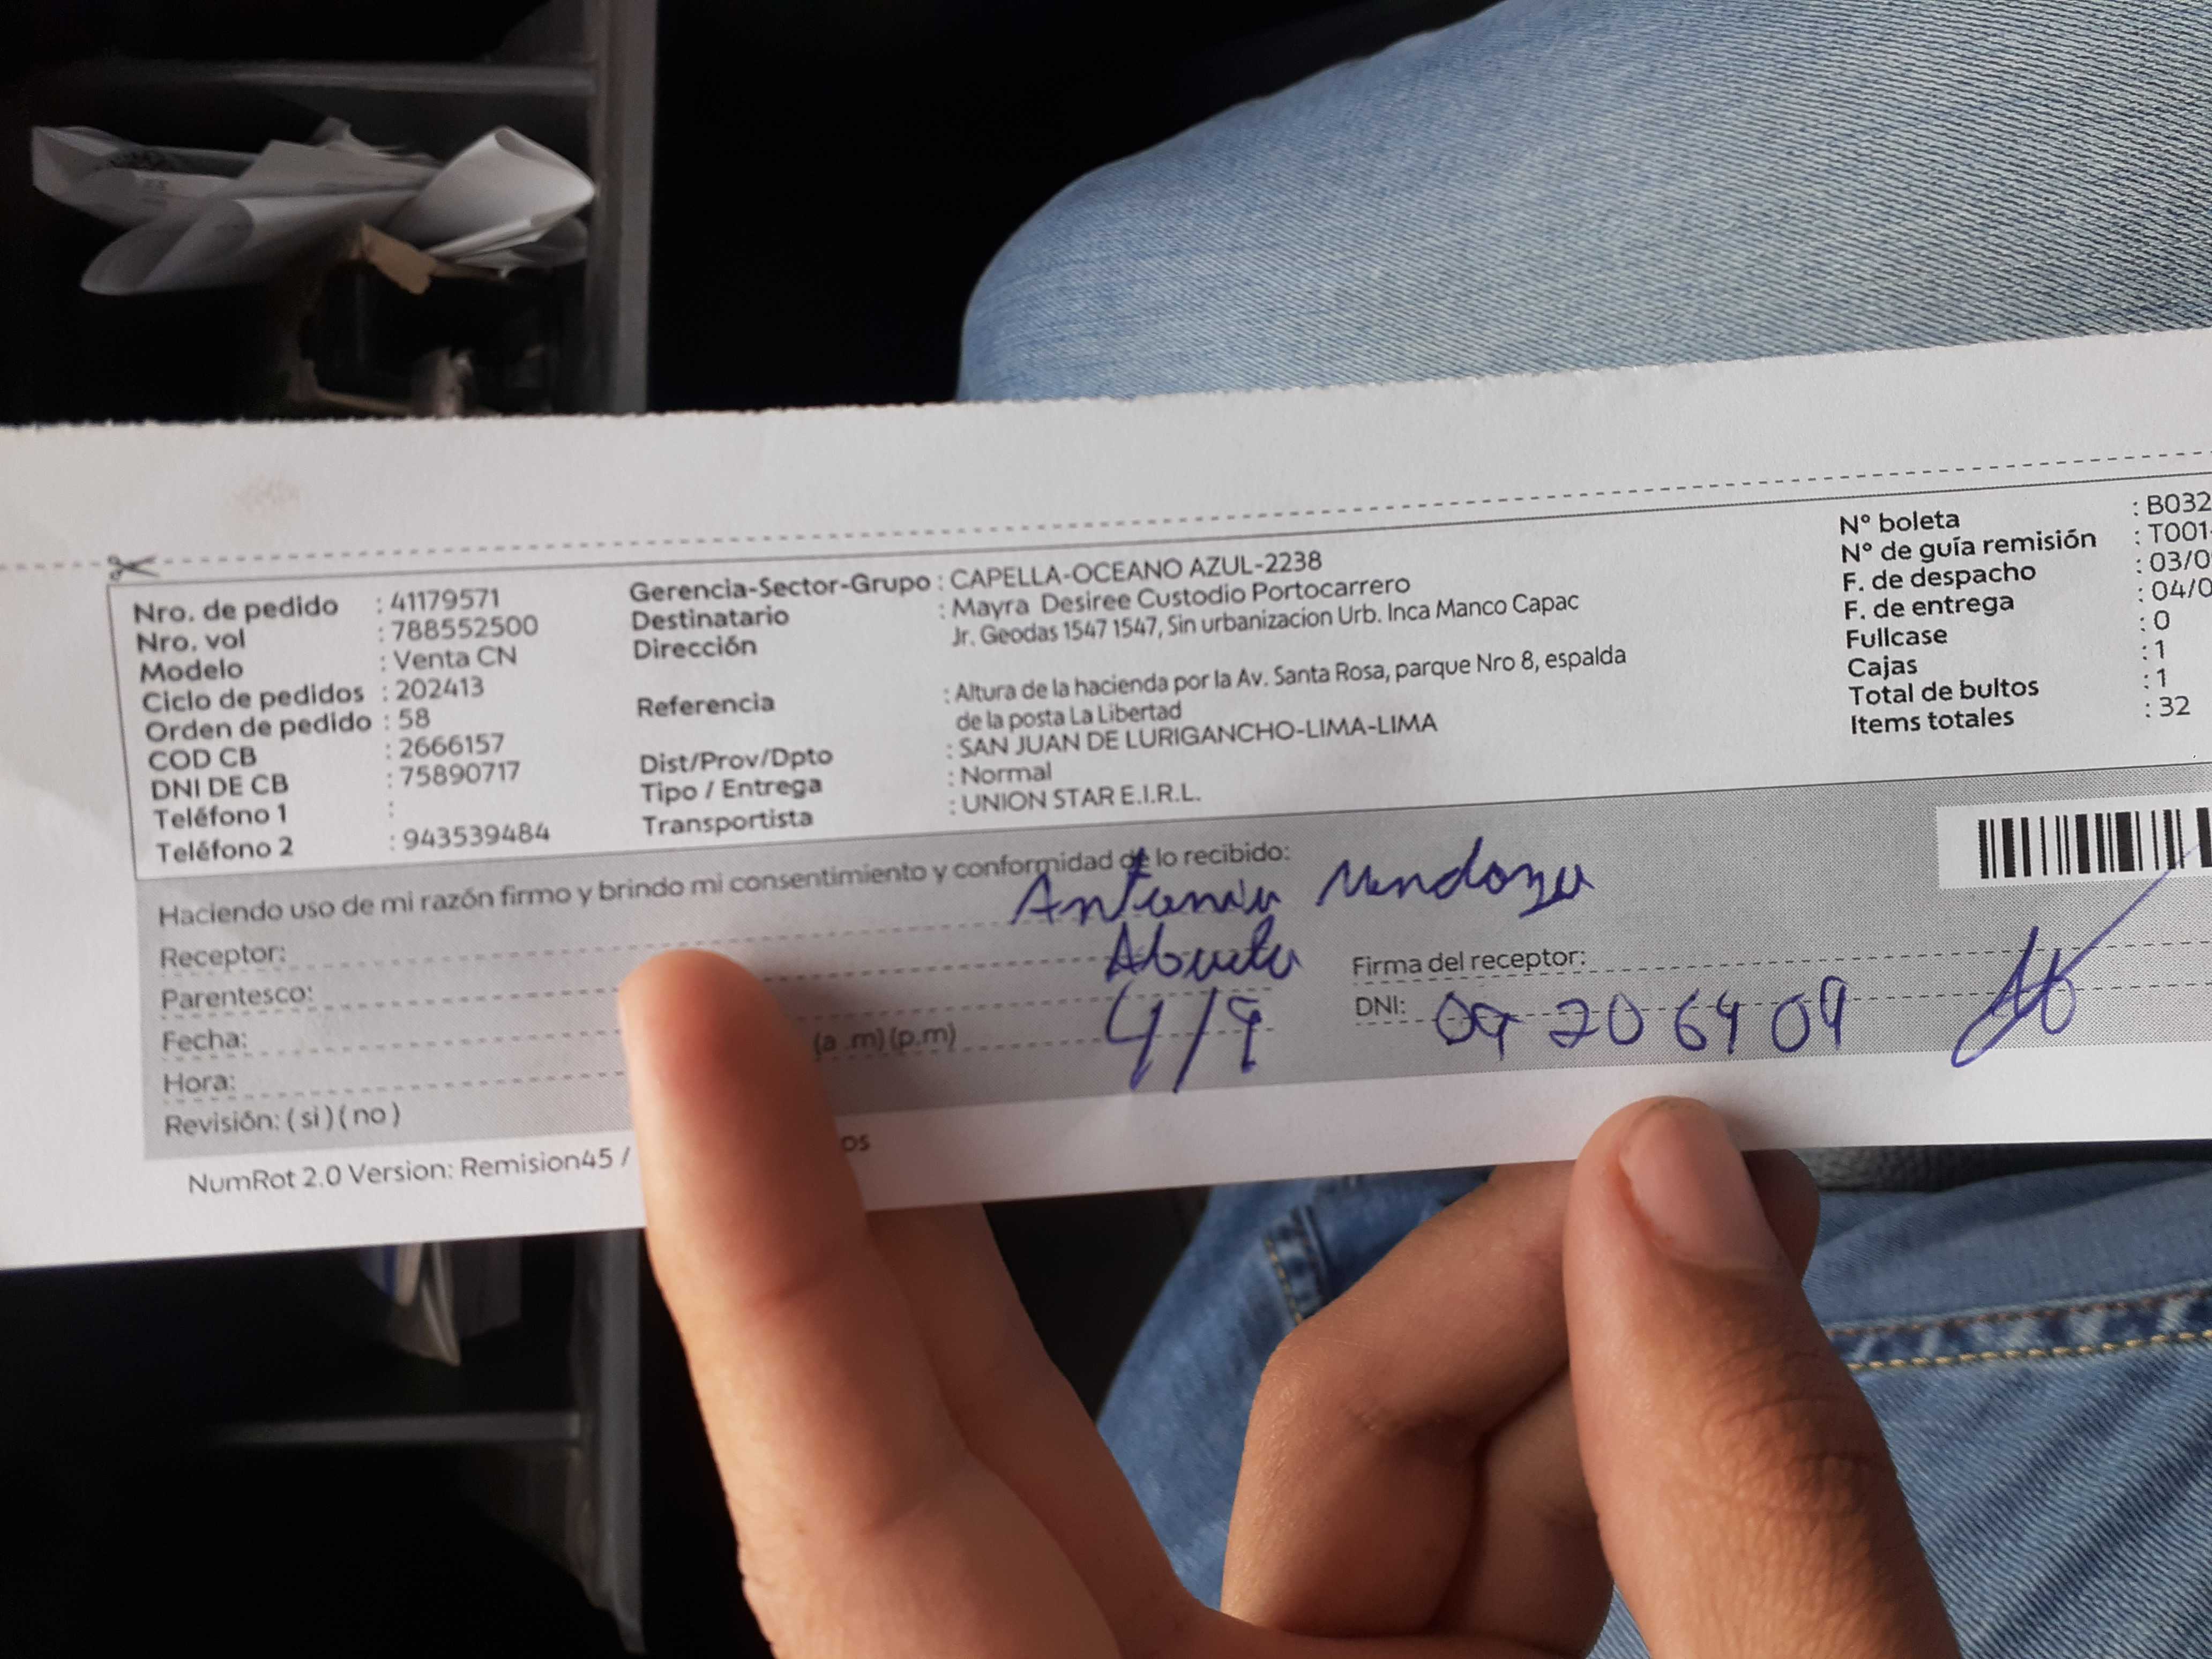 Nro. de pedido : 41179571
Nro. vol : 788552500
Modelo : Venta CN
Ciclo de pedidos : 202413
Orden de pedido : 58
COD CB : 2666157
DNI DE CB : 75890717
Teléfono 1 :
Teléfono 2 : 943539484
Gerencia-Sector-Grupo : CAPELLA-OCEANO AZUL-2238
Destinatario : Mayra Desiree Custodio Portocarrero
Dirección Jr. Geodas 1547 1547, Sin urbanizacion Urb. Inca Manco Capac
Referencia : Altura de la hacienda por la Av. Santa Rosa, parque Nro 8, espalda
de la posta La Libertad
Dist/Prov/Dpto : SAN JUAN DE LURIGANCHO-LIMA-LIMA
Tipo / Entrega : Normal
Transportista : UNION STAR E.I.R.L.
N° boleta : B032
N° de guía remisión : T001-
F. de despacho : 03/0
F. de entrega : 04/0
Fullcase : 0
Cajas : 1
Total de bultos : 1
Items totales : 32
Haciendo uso de mi razón firmo y brindo mi consentimiento y conformidad de lo recibido:
Receptor: Antonia Mendoza
Parentesco: Abuela
Fecha: 4/9
Hora: (a .m) (p.m)
Revisión: ( si ) ( no )
Firma del receptor:
DNI: 09206409
NumRot 2.0 Version: Remision45 /